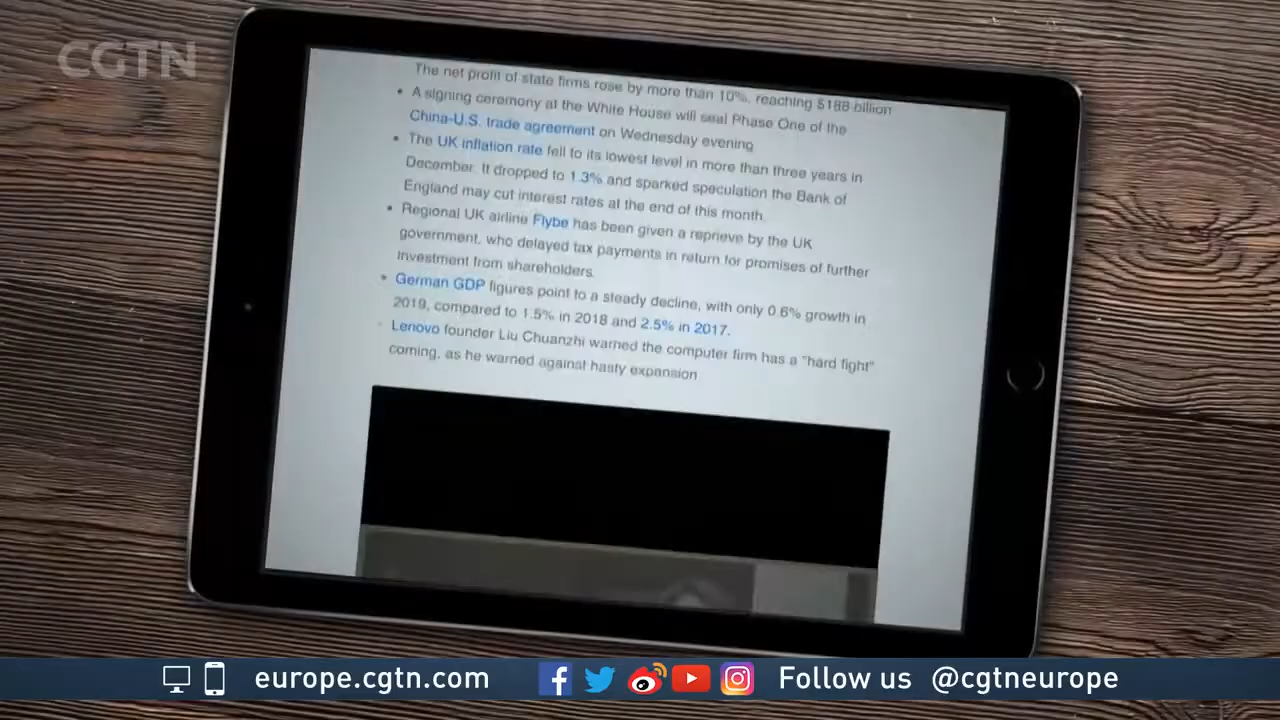 CGTN
The net profit of state firms rose by more than 10%, reaching $188 billion
• A signing ceremony at the White House will seal Phase One of the
China-U.S. trade agreement on Wednesday evening
• The UK inflation rate fell to its lowest level in more than three years in
December. It dropped to 1.3% and sparked speculation the Bank of
England may cut interest rates at the end of this month.
• Regional UK airline Flybe has been given a reprieve by the UK
government, who delayed tax payments in return for promises of further
investment from shareholders.
• German GDP figures point to a steady decline, with only 0.6% growth in
2019, compared to 1.5% in 2018 and 2.5% in 2017.
• Lenovo founder Liu Chuanzhi warned the computer firm has a "hard fight"
coming, as he warned against hasty expansion
europe.cgtn.com Follow us @cgtneurope